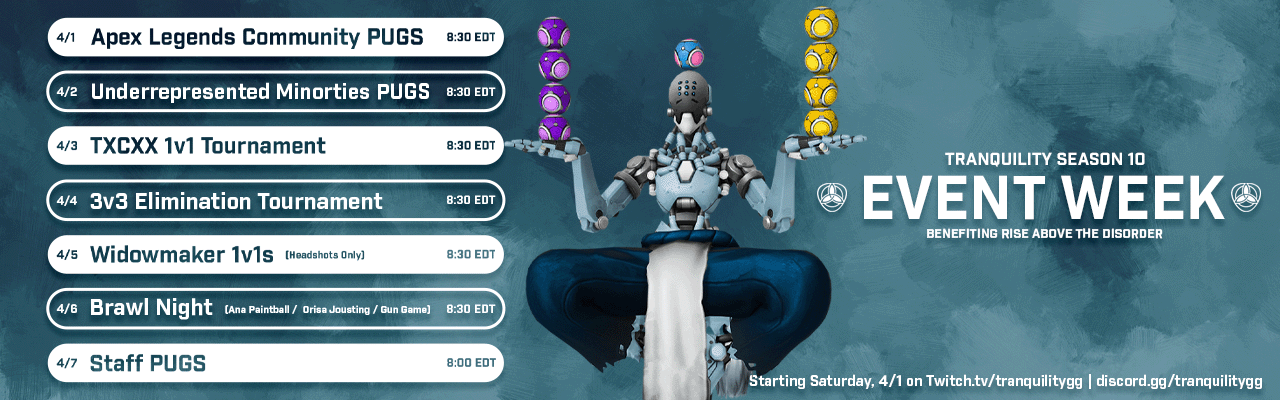 4/1 Apex Legends Community PUGS 8:30 EDT
4/2 Underrepresented Minorties PUGS 8:30 EDT
4/3 TXCXX 1v1 Tournament 8:30 EDT
4/4 3v3 Elimination Tournament 8:30 EDT
4/5 Widowmaker 1v1s (Headshots Only) 8:30 EDT
4/6 Brawl Night (Ana Paintball / Orisa Jousting / Gun Game) 8:30 EDT
4/7 Staff PUGS 8:00 EDT
TRANQUILITY SEASON 10
EVENT WEEK
BENEFITING RISE ABOVE THE DISORDER
Starting Saturday, 4/1 on Twitch.tv/tranquilitygg | discord.gg/tranquilitygg